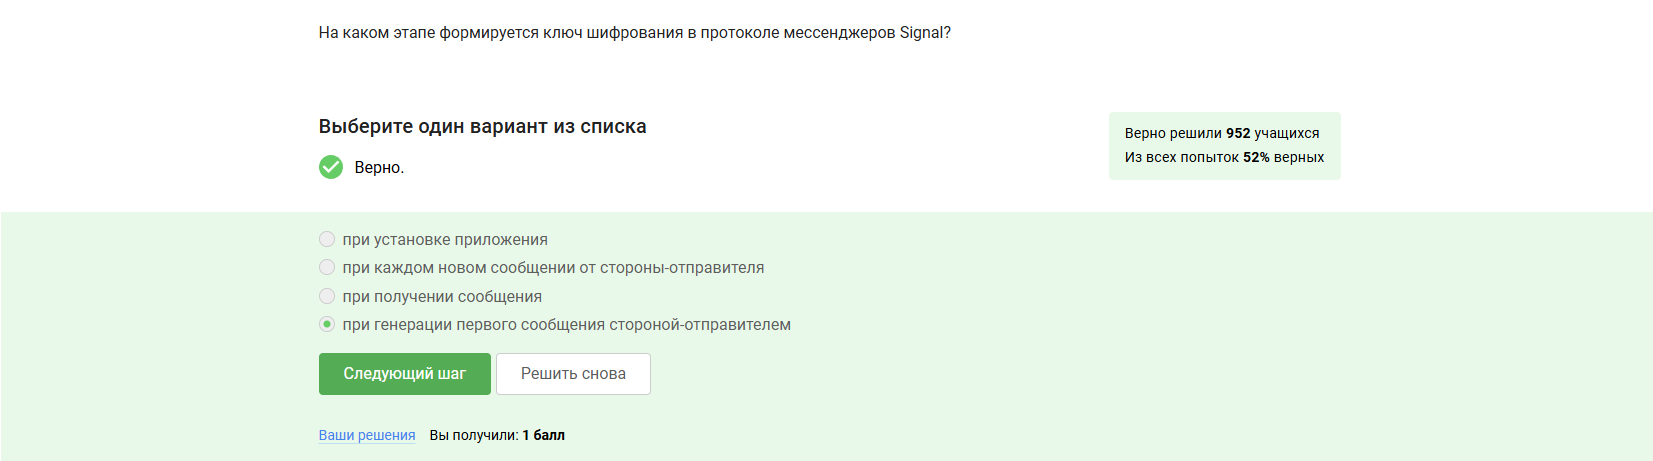 На каком этапе формируется ключ шифрования в протоколе мессенджеров Signal?
Выберите один вариант из списка
Верно.
Верно решили 952 учащихся
Из всех попыток 52% верных
при установке приложения
при каждом новом сообщении от стороны-отправителя
при получении сообщения
при генерации первого сообщения стороной-отправителем
Следующий шаг
Решить снова
Ваши решения
Вы получили: 1 балл